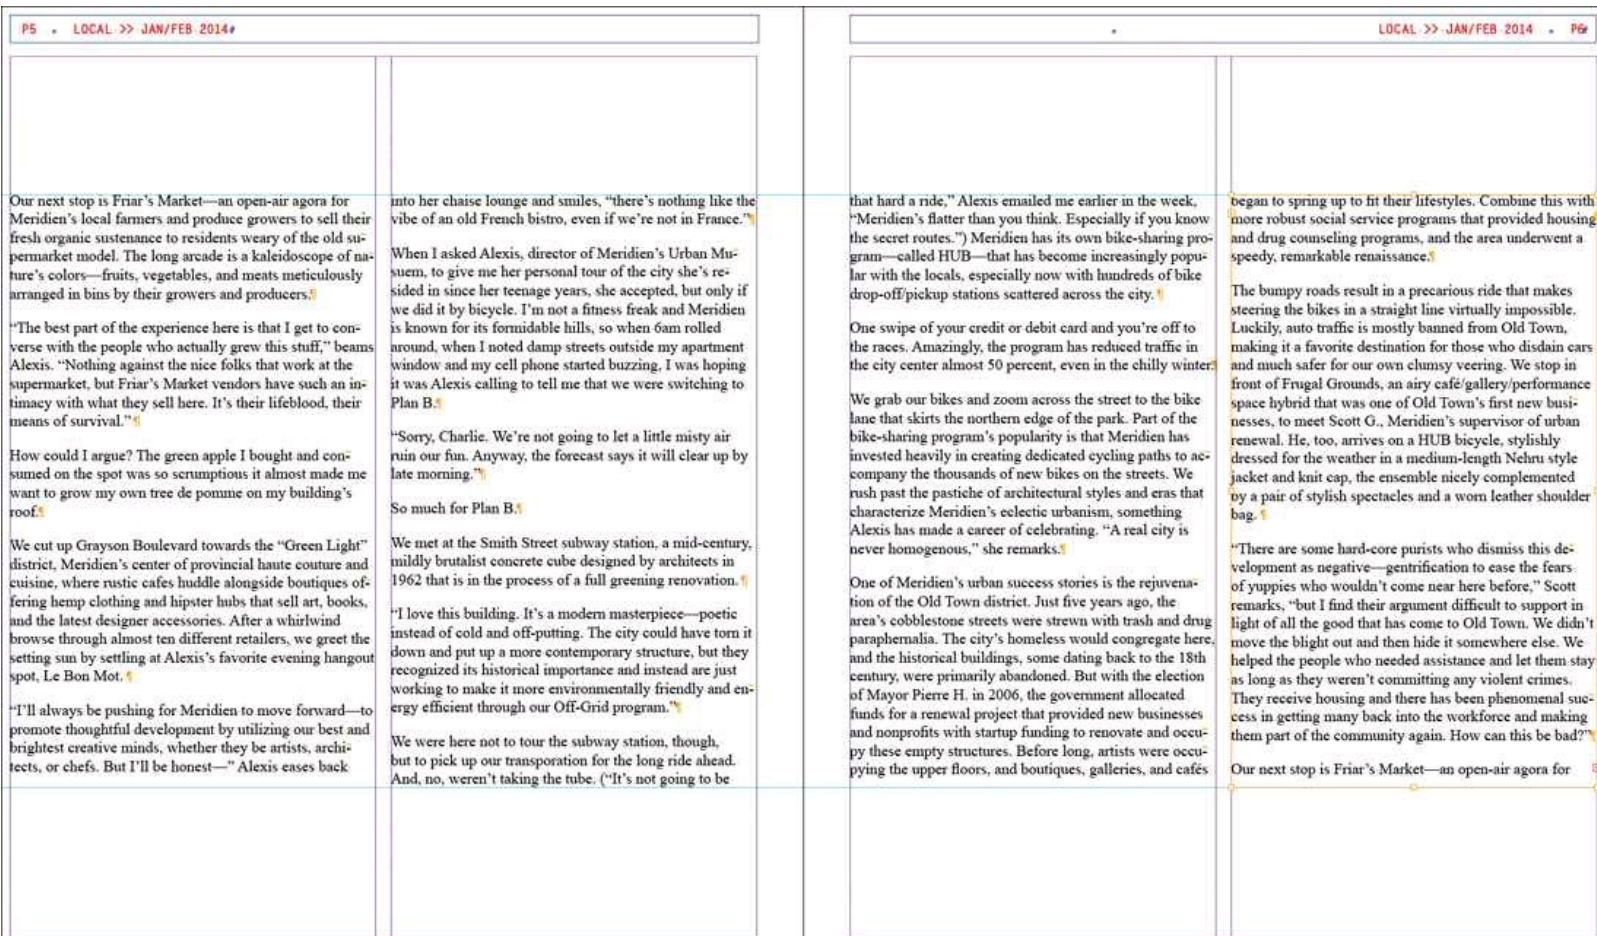 P5 LOCAL >> JAN/FEB 2014
Our next stop is Friar’s Market—an open-air agora for
Meridien’s local farmers and produce growers to sell their
fresh organic sustenance to residents weary of the old su-
permarket model. The long arcade is a kaleidoscope of na-
ture’s colors—fruits, vegetables, and meats meticulously
arranged in bins by their growers and producers.¶
“The best part of the experience here is that I get to con-
verse with the people who actually grew this stuff,” beams
Alexis. “Nothing against the nice folks that work at the
supermarket, but Friar’s Market vendors have such an in-
timacy with what they sell here. It’s their lifeblood, their
means of survival.”¶
How could I argue? The green apple I bought and con-
sumed on the spot was so scrumptious it almost made me
want to grow my own tree de pomme on my building’s
roof.¶
We cut up Grayson Boulevard towards the “Green Light”
district, Meridien’s center of provincial haute couture and
cuisine, where rustic cafes huddle alongside boutiques of-
fering hemp clothing and hipster hubs that sell art, books,
and the latest designer accessories. After a whirlwind
browse through almost ten different retailers, we greet the
setting sun by settling at Alexis’s favorite evening hangout
spot, Le Bon Mot. ¶
“I’ll always be pushing for Meridien to move forward—to
promote thoughtful development by utilizing our best and
brightest creative minds, whether they be artists, archi-
tects, or chefs. But I’ll be honest—” Alexis eases back
into her chaise lounge and smiles, “there’s nothing like the
vibe of an old French bistro, even if we’re not in France.”¶
When I asked Alexis, director of Meridien’s Urban Mu-
suem, to give me her personal tour of the city she’s re-
sided in since her teenage years, she accepted, but only if
we did it by bicycle. I’m not a fitness freak and Meridien
is known for its formidable hills, so when 6am rolled
around, when I noted damp streets outside my apartment
window and my cell phone started buzzing, I was hoping
it was Alexis calling to tell me that we were switching to
Plan B.¶
“Sorry, Charlie. We’re not going to let a little misty air
ruin our fun. Anyway, the forecast says it will clear up by
late morning.”¶
So much for Plan B.¶
We met at the Smith Street subway station, a mid-century,
mildly brutalist concrete cube designed by architects in
1962 that is in the process of a full greening renovation. ¶
“I love this building. It’s a modern masterpiece—poetic
instead of cold and off-putting. The city could have torn it
down and put up a more contemporary structure, but they
recognized its historical importance and instead are just
working to make it more environmentally friendly and en-
ergy efficient through our Off-Grid program.”¶
We were here not to tour the subway station, though,
but to pick up our transporation for the long ride ahead.
And, no, weren’t taking the tube. (“It’s not going to be
LOCAL >> JAN/FEB 2014 P6
that hard a ride,” Alexis emailed me earlier in the week,
“Meridien’s flatter than you think. Especially if you know
the secret routes.”) Meridien has its own bike-sharing pro-
gram—called HUB—that has become increasingly popu-
lar with the locals, especially now with hundreds of bike
drop-off/pickup stations scattered across the city. ¶
One swipe of your credit or debit card and you’re off to
the races. Amazingly, the program has reduced traffic in
the city center almost 50 percent, even in the chilly winter.¶
We grab our bikes and zoom across the street to the bike
lane that skirts the northern edge of the park. Part of the
bike-sharing program’s popularity is that Meridien has
invested heavily in creating dedicated cycling paths to ac-
company the thousands of new bikes on the streets. We
rush past the pastiche of architectural styles and eras that
characterize Meridien’s eclectic urbanism, something
Alexis has made a career of celebrating. “A real city is
never homogenous,” she remarks.¶
One of Meridien’s urban success stories is the rejuvena-
tion of the Old Town district. Just five years ago, the
area’s cobblestone streets were strewn with trash and drug
paraphernalia. The city’s homeless would congregate here,
and the historical buildings, some dating back to the 18th
century, were primarily abandoned. But with the election
of Mayor Pierre H. in 2006, the government allocated
funds for a renewal project that provided new businesses
and nonprofits with startup funding to renovate and occu-
py these empty structures. Before long, artists were occu-
pying the upper floors, and boutiques, galleries, and cafés
began to spring up to fit their lifestyles. Combine this with
more robust social service programs that provided housing
and drug counseling programs, and the area underwent a
speedy, remarkable renaissance.¶
The bumpy roads result in a precarious ride that makes
steering the bikes in a straight line virtually impossible.
Luckily, auto traffic is mostly banned from Old Town,
making it a favorite destination for those who disdain cars
and much safer for our own clumsy veering. We stop in
front of Frugal Grounds, an airy café/gallery/performance
space hybrid that was one of Old Town’s first new busi-
nesses, to meet Scott G., Meridien’s supervisor of urban
renewal. He, too, arrives on a HUB bicycle, stylishly
dressed for the weather in a medium-length Nehru style
jacket and knit cap, the ensemble nicely complemented
by a pair of stylish spectacles and a worn leather shoulder
bag. ¶
“There are some hard-core purists who dismiss this de-
velopment as negative—gentrification to ease the fears
of yuppies who wouldn’t come near here before,” Scott
remarks, “but I find their argument difficult to support in
light of all the good that has come to Old Town. We didn’t
move the blight out and then hide it somewhere else. We
helped the people who needed assistance and let them stay
as long as they weren’t committing any violent crimes.
They receive housing and there has been phenomenal suc-
cess in getting many back into the workforce and making
them part of the community again. How can this be bad?”¶
Our next stop is Friar’s Market—an open-air agora for